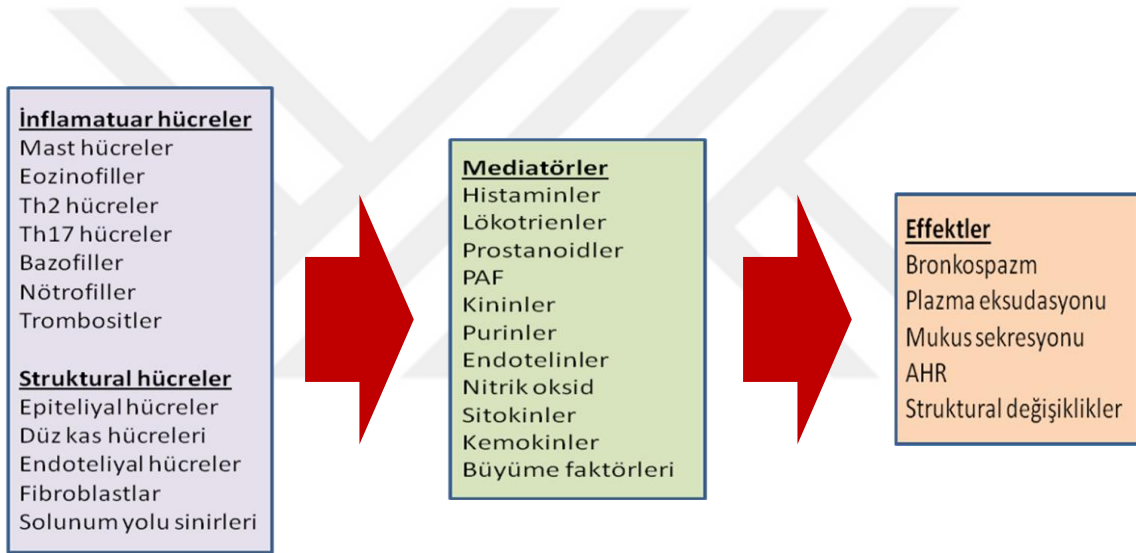 İnflamatuar hücreler
Mast hücreler
Eozinofiller
Th2 hücreler
Th17 hücreler
Bazofiller
Nötrofiller
Trombositler
Struktural hücreler
Epiteliyal hücreler
Düz kas hücreleri
Endoteliyal hücreler
Fibroblastlar
Solunum yolu sinirleri
Mediatörler
Histaminler
Lökotrienler
Prostanoidler
PAF
Kininler
Purinler
Endotelinler
Nitrik oksid
Sitokinler
Kemokinler
Büyüme faktörleri
Effektler
Bronkospazm
Plazma eksudasyonu
Mukus sekresyonu
AHR
Struktural değişiklikler